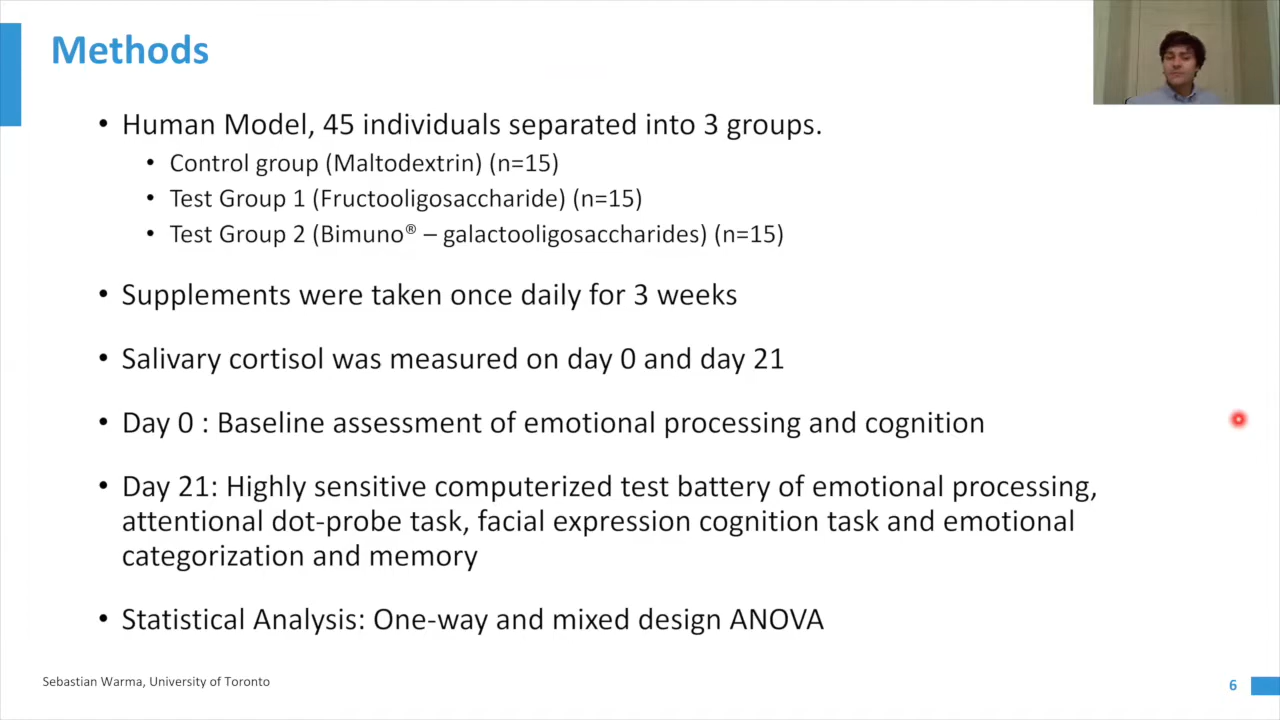 Methods
• Human Model, 45 individuals separated into 3 groups.
• Control group (Maltodextrin) (n=15)
• Test Group 1 (Fructooligosaccharide) (n=15)
• Test Group 2 (Bimuno® – galactooligosaccharides) (n=15)
• Supplements were taken once daily for 3 weeks
• Salivary cortisol was measured on day 0 and day 21
• Day 0 : Baseline assessment of emotional processing and cognition
• Day 21: Highly sensitive computerized test battery of emotional processing,
attentional dot-probe task, facial expression cognition task and emotional
categorization and memory
• Statistical Analysis: One-way and mixed design ANOVA
Sebastian Warma, University of Toronto
6